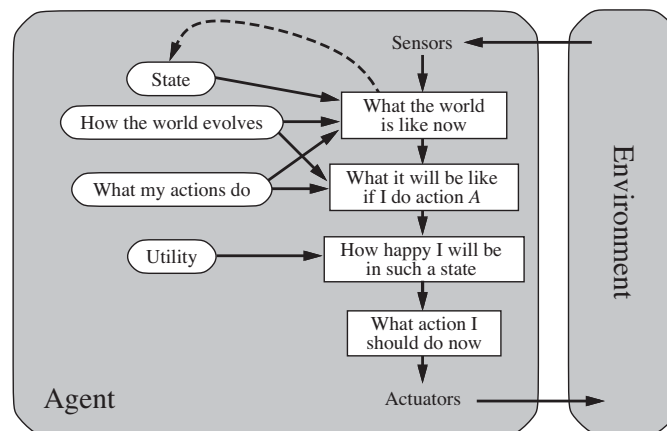 Sensors
State
What the world
is like now
How the world evolves
What my actions do
What it will be like
if I do action A
Utility
How happy I will be
in such a state
What action I
should do now
Agent
Actuators
Environment